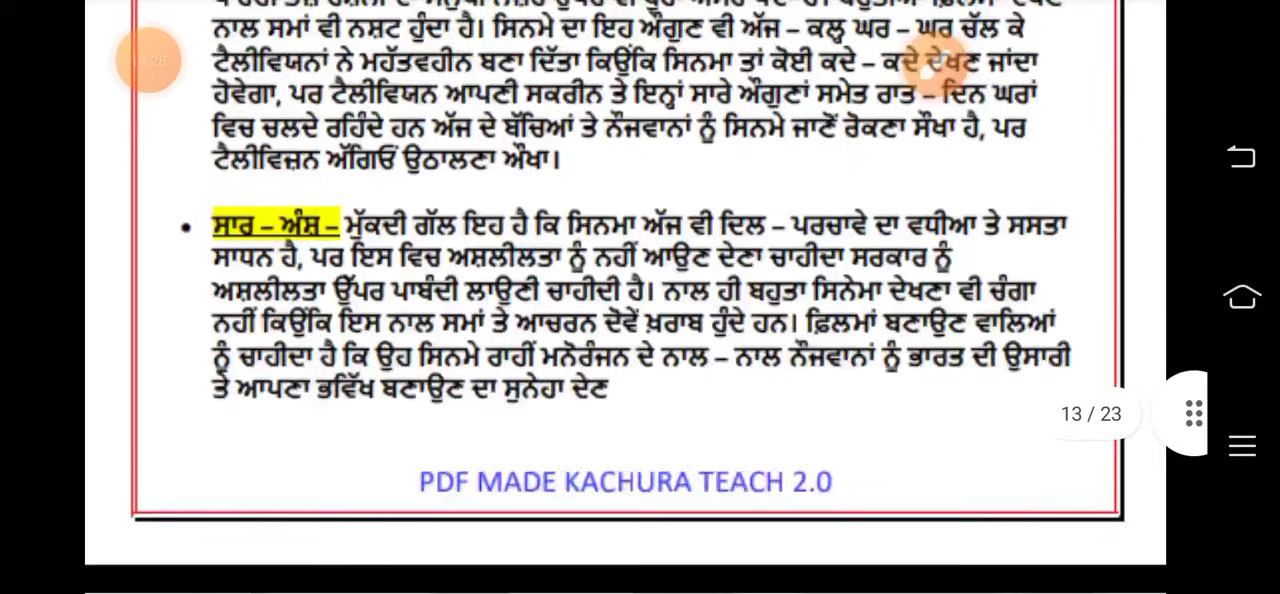 ਨਾਲ ਸਮਾਂ ਵੀ ਨਸ਼ਟ ਹੁੰਦਾ ਹੈ। ਸਿਨਮੇ ਦਾ ਇਹ ਔਗੁਣ ਵੀ ਅੱਜ – ਕਲ੍ਹ ਘਰ – ਘਰ ਚੱਲ ਕੇ
ਟੈਲੀਵਿਯਨਾਂ ਨੇ ਮਹੱਤਵਹੀਨ ਬਣਾ ਦਿੱਤਾ ਕਿਉਂਕਿ ਸਿਨਮਾ ਤਾਂ ਕੋਈ ਕਦੇ – ਕਦੇ ਦੇਖਣ ਜਾਂਦਾ
ਹੋਵੇਗਾ, ਪਰ ਟੈਲੀਵਿਯਨ ਆਪਣੀ ਸਕਰੀਨ ਤੇ ਇਨ੍ਹਾਂ ਸਾਰੇ ਔਗੁਣਾਂ ਸਮੇਤ ਰਾਤ – ਦਿਨ ਘਰਾਂ
ਵਿਚ ਚਲਦੇ ਰਹਿੰਦੇ ਹਨ ਅੱਜ ਦੇ ਬੱਚਿਆਂ ਤੇ ਨੌਜਵਾਨਾਂ ਨੂੰ ਸਿਨਮੇ ਜਾਣੋਂ ਰੋਕਣਾ ਸੌਖਾ ਹੈ, ਪਰ
ਟੈਲੀਵਿਜ਼ਨ ਅੱਗਿਓਂ ਉਠਾਲਣਾ ਔਖਾ।
• ਸਾਰ – ਅੰਸ਼ – ਮੁੱਕਦੀ ਗੱਲ ਇਹ ਹੈ ਕਿ ਸਿਨਮਾ ਅੱਜ ਵੀ ਦਿਲ – ਪਰਚਾਵੇ ਦਾ ਵਧੀਆ ਤੇ ਸਸਤਾ
ਸਾਧਨ ਹੈ, ਪਰ ਇਸ ਵਿਚ ਅਸ਼ਲੀਲਤਾ ਨੂੰ ਨਹੀਂ ਆਉਣ ਦੇਣਾ ਚਾਹੀਦਾ ਸਰਕਾਰ ਨੂੰ
ਅਸ਼ਲੀਲਤਾ ਉੱਪਰ ਪਾਬੰਦੀ ਲਾਉਣੀ ਚਾਹੀਦੀ ਹੈ। ਨਾਲ ਹੀ ਬਹੁਤਾ ਸਿਨੇਮਾ ਦੇਖਣਾ ਵੀ ਚੰਗਾ
ਨਹੀਂ ਕਿਉਂਕਿ ਇਸ ਨਾਲ ਸਮਾਂ ਤੇ ਆਚਰਨ ਦੋਵੇਂ ਖ਼ਰਾਬ ਹੁੰਦੇ ਹਨ। ਫ਼ਿਲਮਾਂ ਬਣਾਉਣ ਵਾਲਿਆਂ
ਨੂੰ ਚਾਹੀਦਾ ਹੈ ਕਿ ਉਹ ਸਿਨਮੇ ਰਾਹੀਂ ਮਨੋਰੰਜਨ ਦੇ ਨਾਲ – ਨਾਲ ਨੌਜਵਾਨਾਂ ਨੂੰ ਭਾਰਤ ਦੀ ਉਸਾਰੀ
ਤੇ ਆਪਣਾ ਭਵਿੱਖ ਬਣਾਉਣ ਦਾ ਸੁਨੇਹਾ ਦੇਣ
13 / 23
PDF MADE KACHURA TEACH 2.0